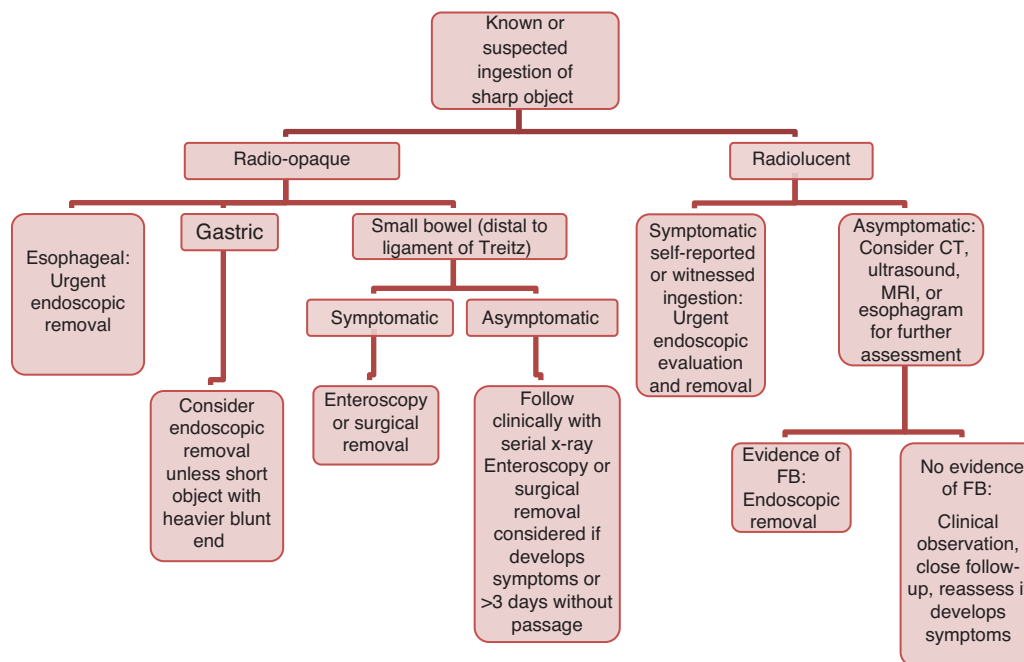 Known or
suspected
ingestion of
sharp object
Radio-opaque
Radiolucent
Esophageal:
Urgent
endoscopic
removal
Gastric
Small bowel (distal to
ligament of Treitz)
Symptomatic
self-reported
or witnessed
ingestion:
Urgent
endoscopic
evaluation
and removal
Asymptomatic:
Consider CT,
ultrasound,
MRI, or
esophagram
for further
assessment
Symptomatic
Asymptomatic
Consider
endoscopic
removal
unless short
object with
heavier blunt
end
Enteroscopy
or surgical
removal
Follow
clinically with
serial x-ray
Enteroscopy or
surgical
removal
considered if
develops
symptoms or
>3 days without
passage
Evidence of
FB:
Endoscopic
removal
No evidence
of FB:
Clinical
observation,
close follow-
up, reassess i
develops
symptoms